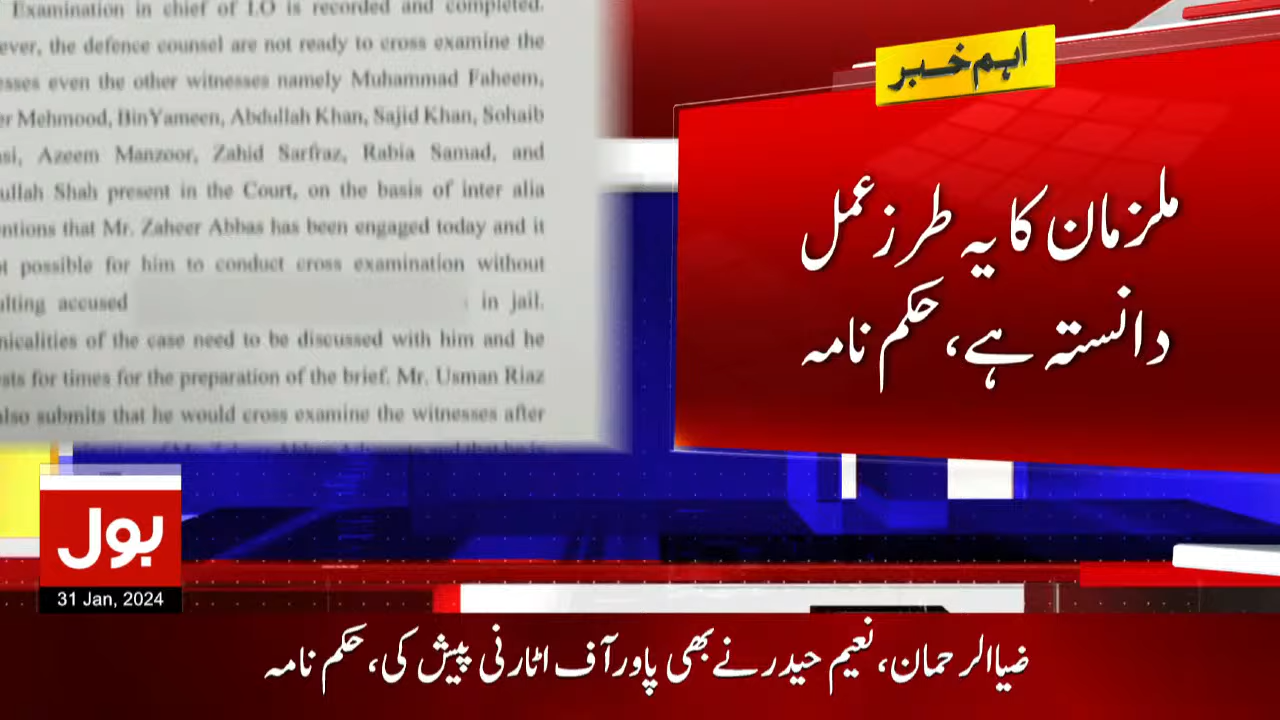 Examination in chief of I.O is recorded and completed.
ever, the defence counsel are not ready to cross examine the
esses even the other witnesses namely Muhammad Faheem,
er Mehmood, BinYameen, Abdullah Khan, Sajid Khan, Sohaib
asi, Azeem Manzoor, Zahid Sarfraz, Rabia Samad, and
ullah Shah present in the Court, on the basis of inter alia
entions that Mr. Zaheer Abbas has been engaged today and it
ot possible for him to conduct cross examination without
ulting accused in jail.
nicalities of the case need to be discussed with him and he
ests for times for the preparation of the brief. Mr. Usman Riaz
also submits that he would cross examine the witnesses after
اہم خبر
ملزمان کا یہ طرز عمل
دانستہ ہے، حکم نامہ
بول
31 Jan, 2024
ضیاالرحمان، نعیم حیدر نے بھی پاور آف اٹارنی پیش کی، حکم نامہ